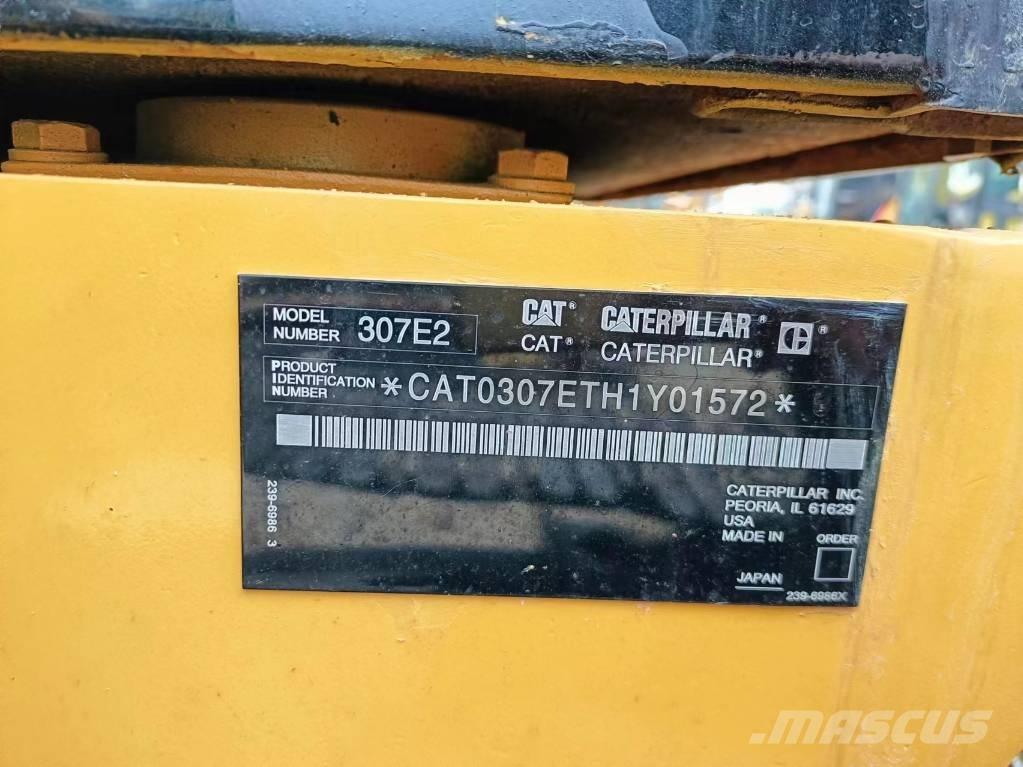 MODEL
NUMBER 307E2
CAT® CATERPILLAR® ®
CAT® CATERPILLAR®
PRODUCT
IDENTIFICATION
NUMBER *CAT0307ETH1Y01572*
PIN
CATERPILLAR INC.
PEORIA, IL 61629
USA
MADE IN
ORDER
JAPAN
239-6986X
239-6986 3
.MASCUS